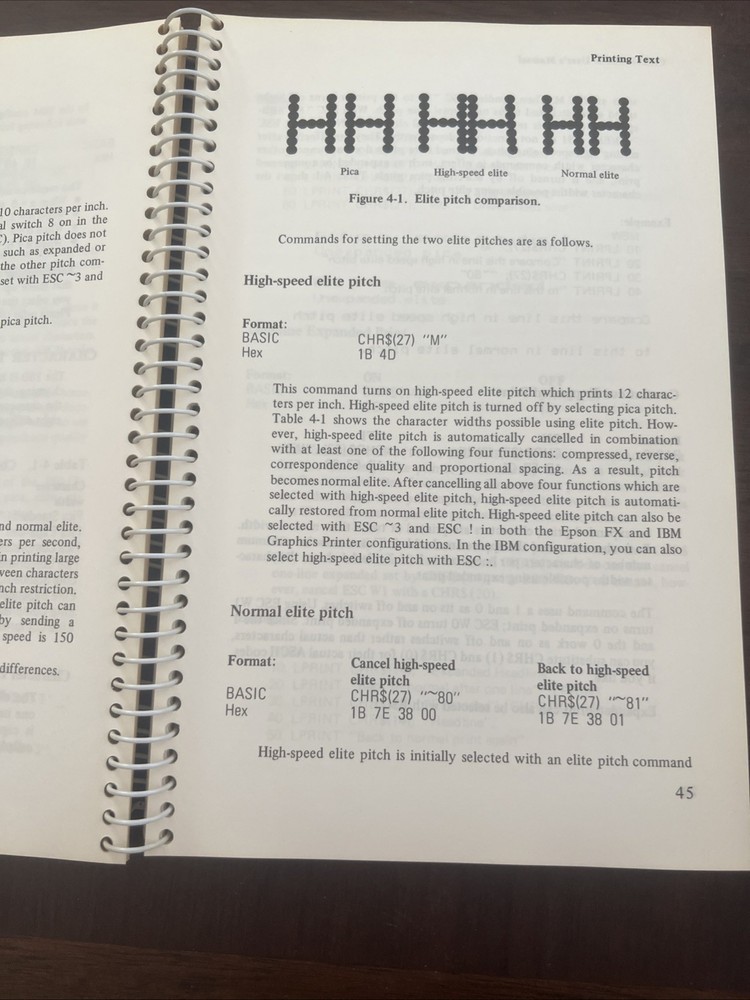 10 characters per inch.
al switch 8 on in the
C). Pica pitch does not
such as expanded or
the other pitch com-
set with ESC ~3 and
pica pitch.
nd normal elite.
ers per second,
n printing large
ween characters
nch restriction.
elite pitch can
by sending a
speed is 150
differences.
Printing Text
HH HH HH
Pica High-speed elite Normal elite
Figure 4-1. Elite pitch comparison.
Commands for setting the two elite pitches are as follows.
High-speed elite pitch
Format:
BASIC CHR$(27) "M"
Hex 1B 4D
This command turns on high-speed elite pitch which prints 12 charac-
ters per inch. High-speed elite pitch is turned off by selecting pica pitch.
Table 4-1 shows the character widths possible using elite pitch. How-
ever, high-speed elite pitch is automatically cancelled in combination
with at least one of the following four functions: compressed, reverse,
correspondence quality and proportional spacing. As a result, pitch
becomes normal elite. After cancelling all above four functions which are
selected with high-speed elite pitch, high-speed elite pitch is automati-
cally restored from normal elite pitch. High-speed elite pitch can also be
selected with ESC ~3 and ESC ! in both the Epson FX and IBM
Graphics Printer configurations. In the IBM configuration, you can also
select high-speed elite pitch with ESC :.
Normal elite pitch
Format: Cancel high-speed Back to high-speed
elite pitch elite pitch
BASIC CHR$(27) "~80" CHR$(27) "~81"
Hex 1B 7E 38 00 1B 7E 38 01
High-speed elite pitch is initially selected with an elite pitch command
45